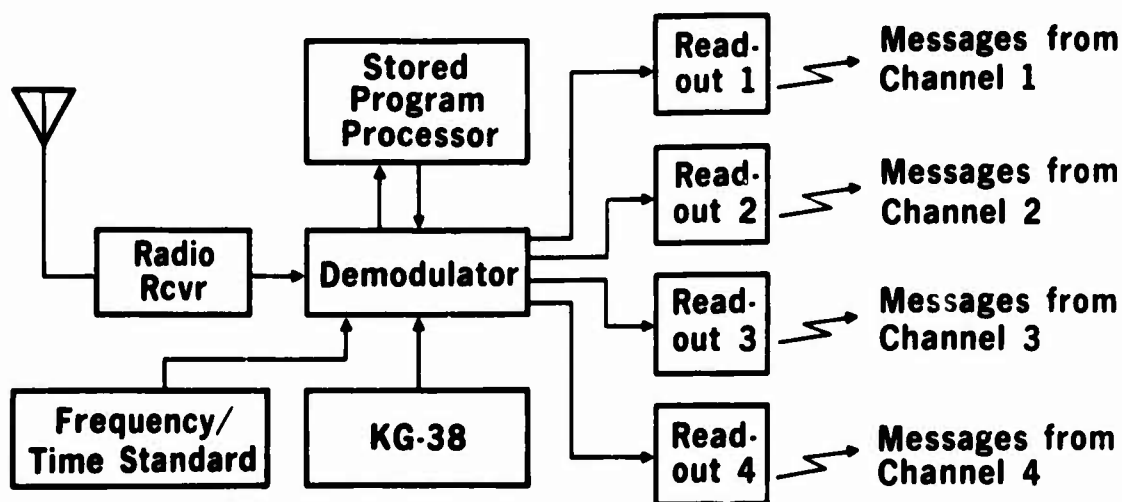 Stored
Program
Processor
Radio
Rcvr
Demodulator
Frequency/
Time Standard
KG-38
Read-
out 1
Messages from
Channel 1
Read-
out 2
Messages from
Channel 2
Read-
out 3
Messages from
Channel 3
Read-
out 4
Messages from
Channel 4